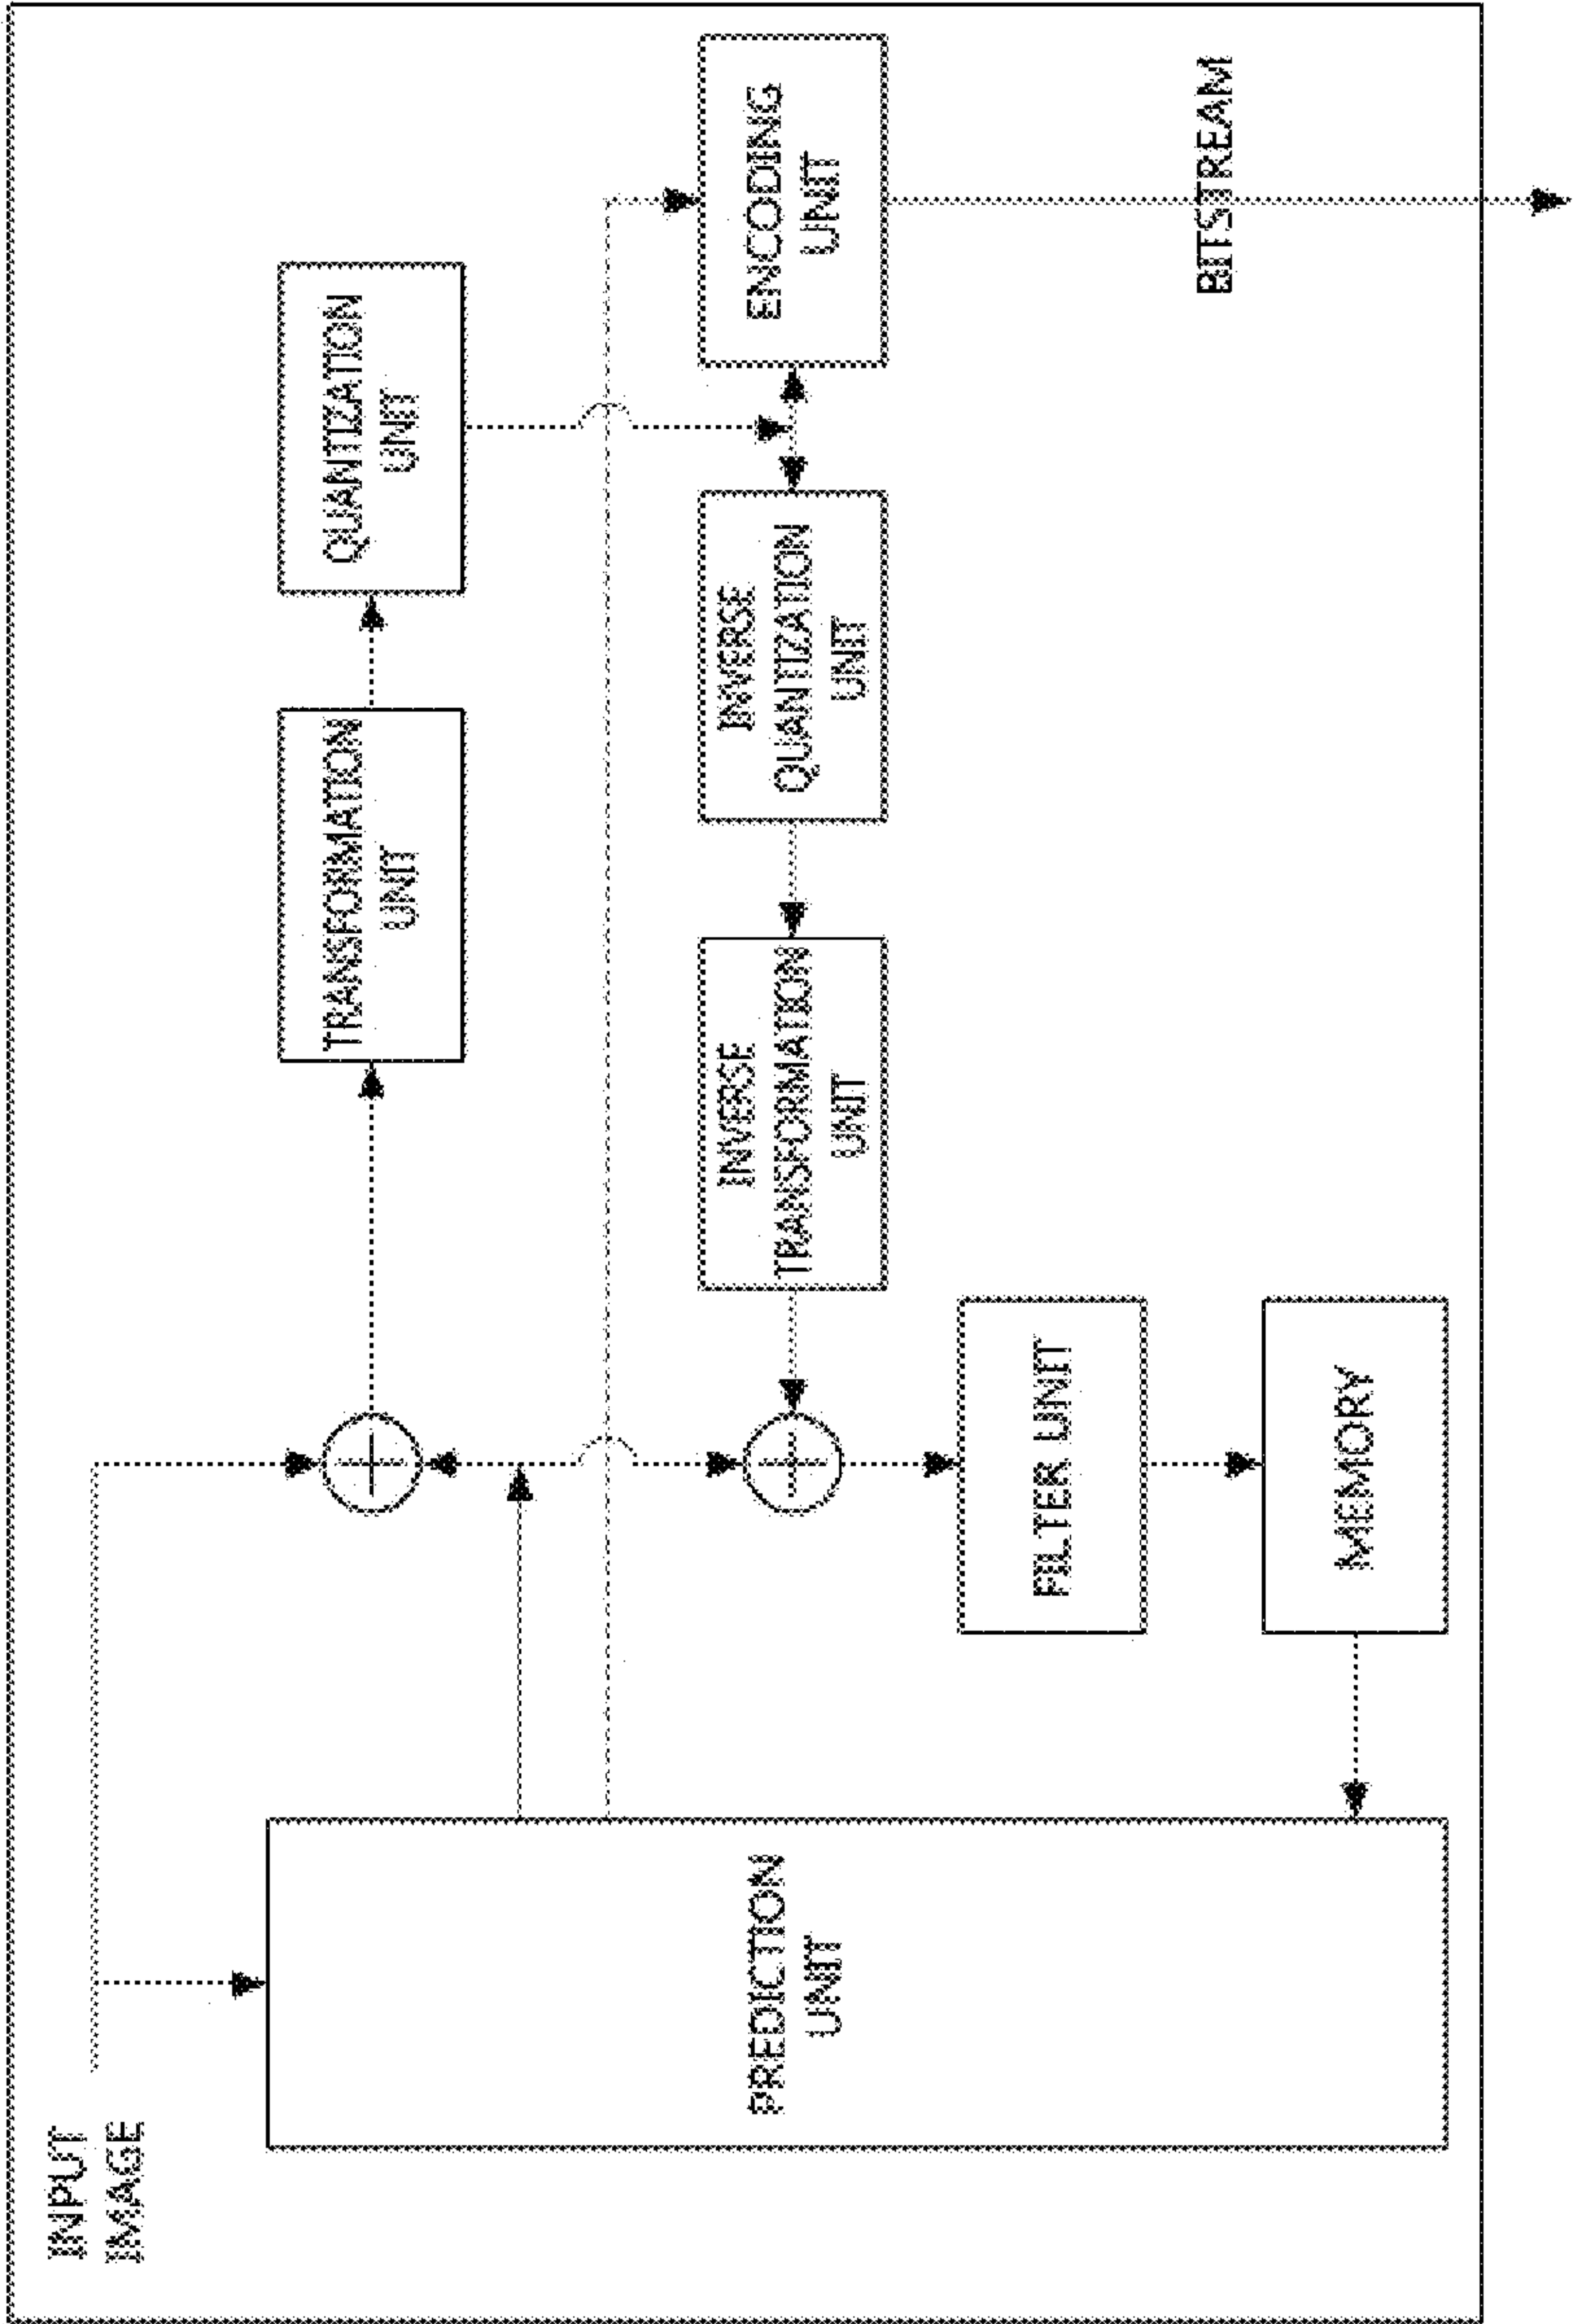 INPUT
IMAGE
TRANSFORMATION
UNIT
QUANTIZATION
UNIT
PREDICTION
UNIT
INVERSE
TRANSFORMATION
UNIT
INVERSE
QUANTIZATION
UNIT
ENCODING
UNIT
FILTER UNIT
MEMORY
BITSTREAM